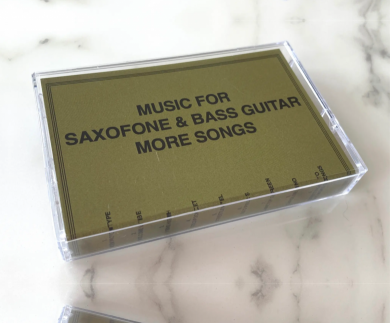 MUSIC FOR
SAXOFONE & BASS GUITAR
MORE SONGS